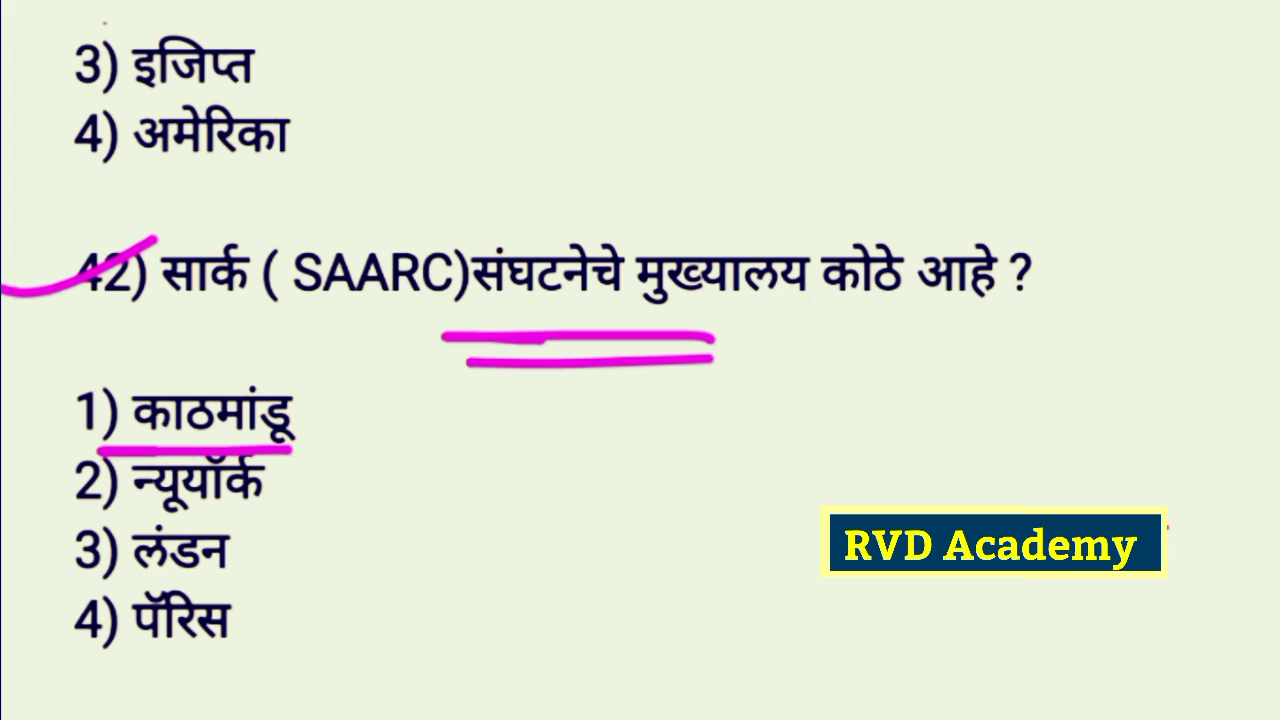 3) इजिप्त
4) अमेरिका
42) सार्क ( SAARC)संघटनेचे मुख्यालय कोठे आहे ?
1) काठमांडू
2) न्यूयॉर्क
3) लंडन
4) पॅरिस
RVD Academy